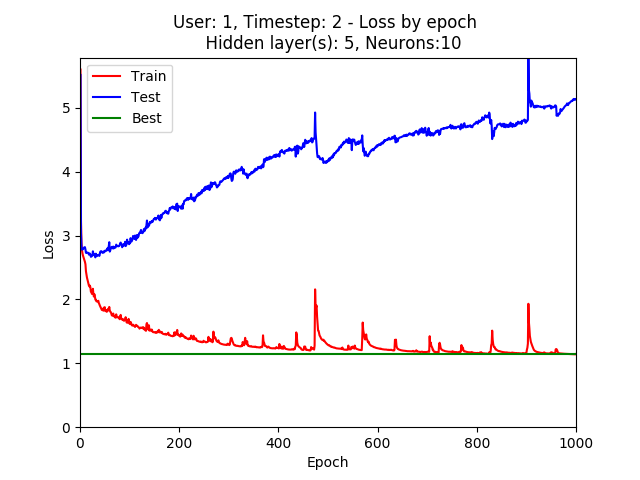 User: 1, Timestep: 2 - Loss by epoch
Hidden layer(s): 5, Neurons:10
Train
Test
Best
5
4
3
2
1
0
Loss
0
200
400
600
800
1000
Epoch